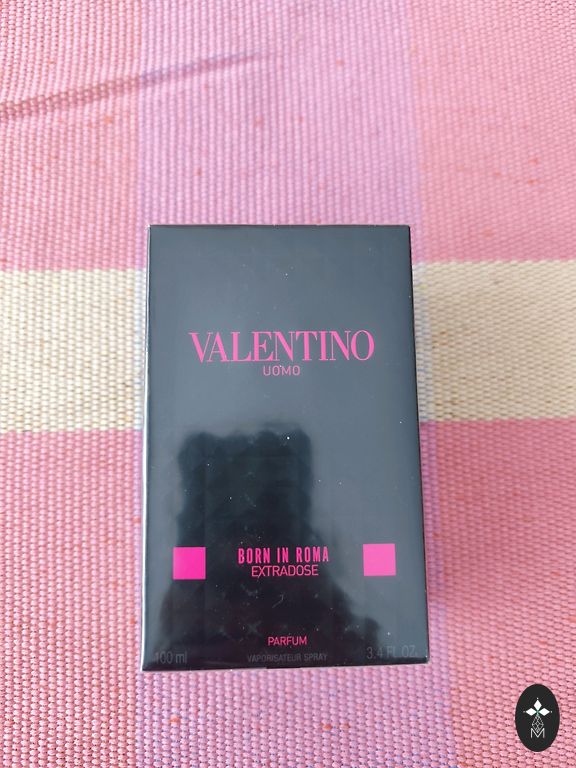 VALENTINO
UOMO
BORN IN ROMA
EXTRADOSE
PARFUM
100 ml VAPORISATEUR SPRAY 3.4 FL.OZ.
M